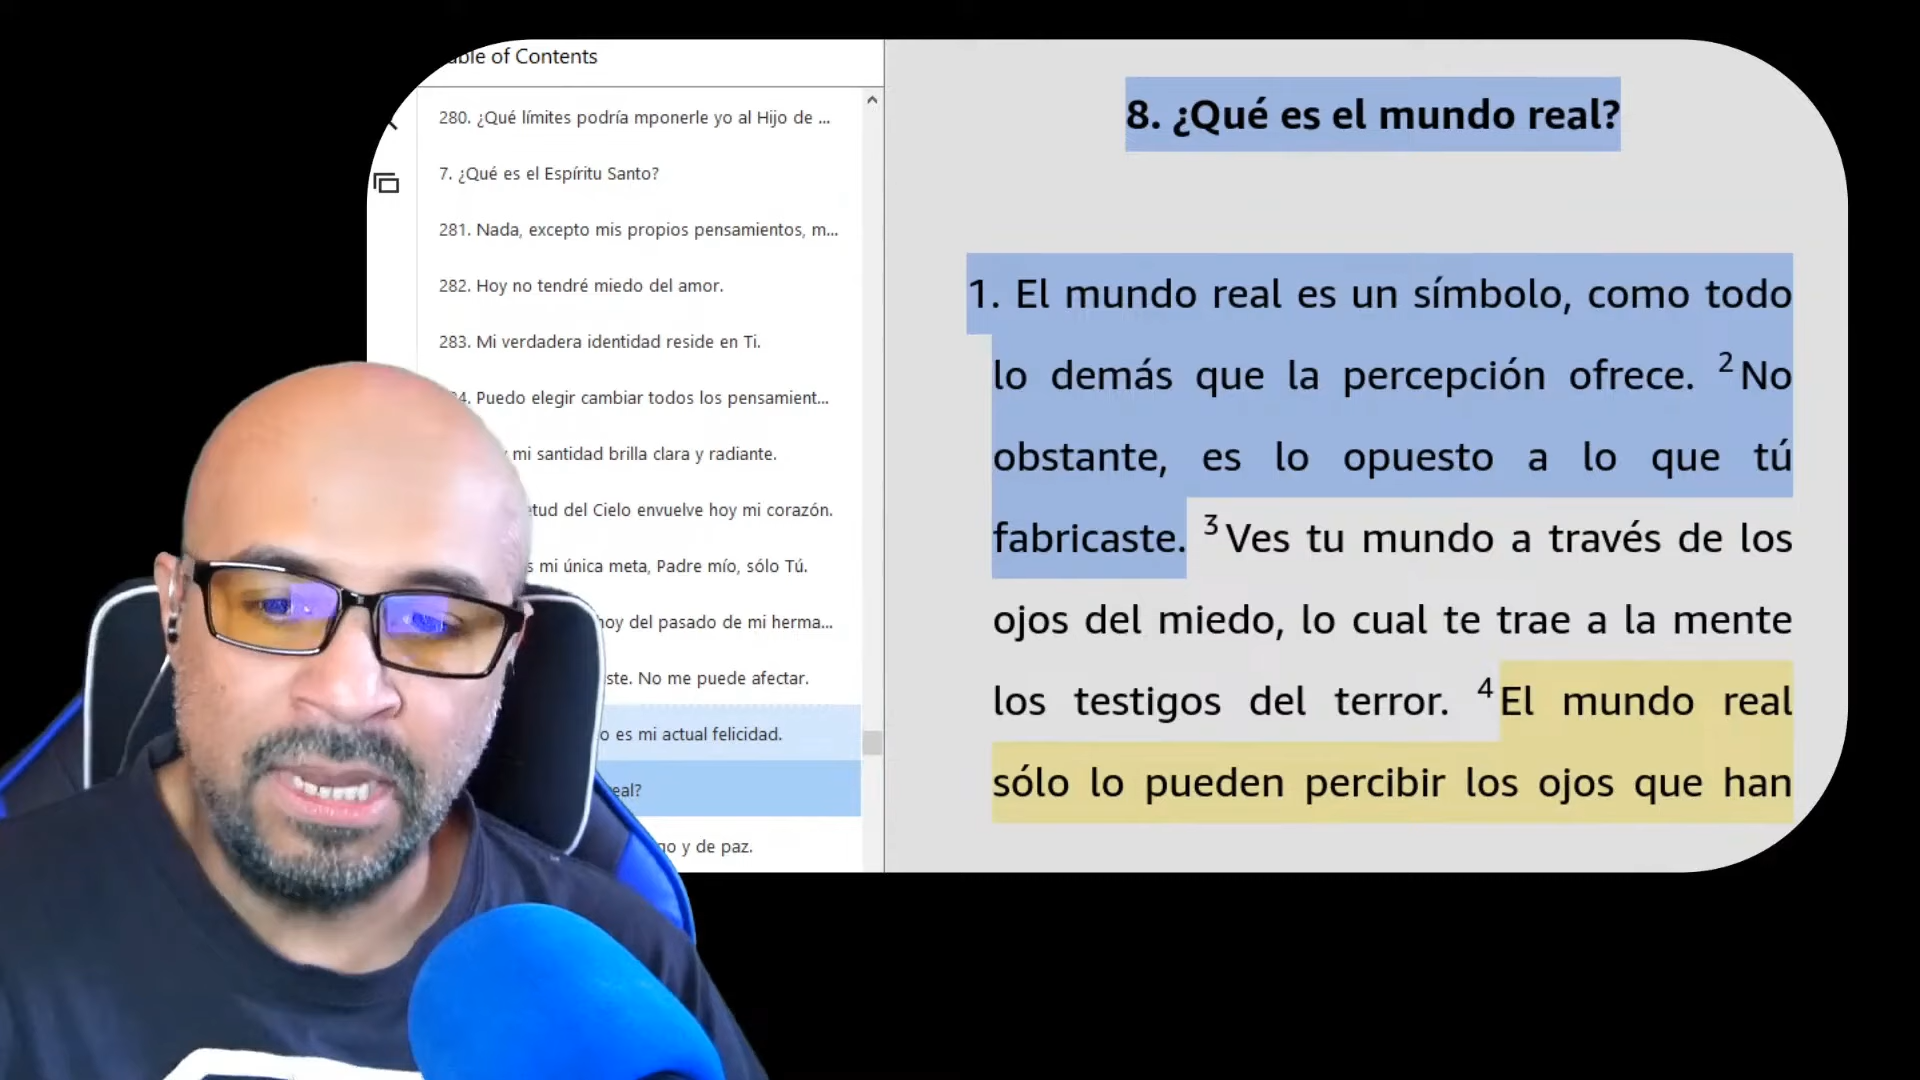 ble of Contents
280. ¿Qué límites podría mponerle yo al Hijo de ...
7. ¿Qué es el Espíritu Santo?
281. Nada, excepto mis propios pensamientos, m...
282. Hoy no tendré miedo del amor.
283. Mi verdadera identidad reside en Ti.
4. Puedo elegir cambiar todos los pensamient...
mi santidad brilla clara y radiante.
etud del Cielo envuelve hoy mi corazón.
s mi única meta, Padre mío, sólo Tú.
hoy del pasado de mi herma...
ste. No me puede afectar.
o es mi actual felicidad.
eal?
go y de paz.
8. ¿Qué es el mundo real?
1. El mundo real es un símbolo, como todo
lo demás que la percepción ofrece. 2 No
obstante, es lo opuesto a lo que tú
fabricaste. 3 Ves tu mundo a través de los
ojos del miedo, lo cual te trae a la mente
los testigos del terror. 4 El mundo real
sólo lo pueden percibir los ojos que han